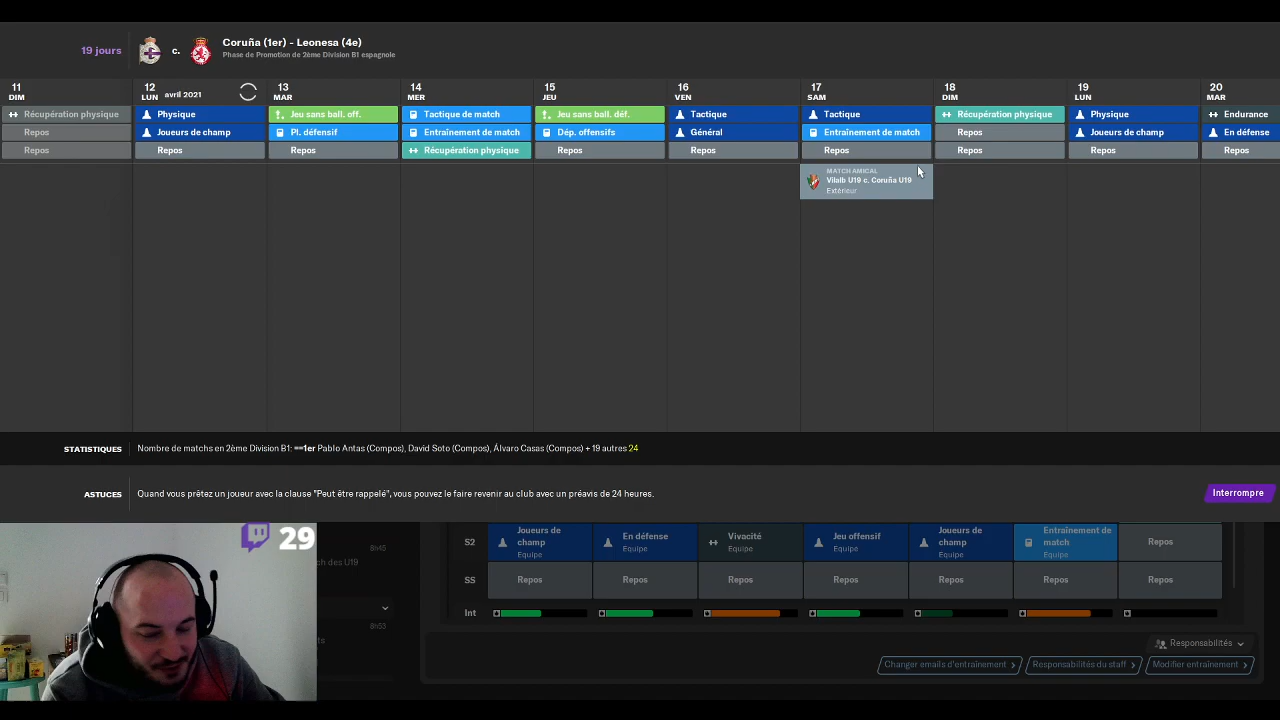 19 jours
c.
Coruña (1er) - Leonesa (4e)
Phase de Promotion de 2ème Division B1 espagnole
11
DIM
12
LUN avril 2021
13
MAR
14
MER
15
JEU
16
VEN
17
SAM
18
DIM
19
LUN
20
MAR
Récupération physique
Physique
Jeu sans ball. off.
Tactique de match
Jeu sans ball. déf.
Tactique
Tactique
Récupération physique
Physique
Endurance
Repos
Joueurs de champ
Pl. défensif
Entraînement de match
Dép. offensifs
Général
Entraînement de match
Repos
Joueurs de champ
En défense
Repos
Repos
Repos
Récupération physique
Repos
Repos
Repos
Repos
Repos
Repos
MATCH AMICAL
Vilalb U19 c. Coruña U19
Extérieur
STATISTIQUES
Nombre de matchs en 2ème Division B1: ==1er Pablo Antas (Compos), David Soto (Compos), Álvaro Casas (Compos) + 19 autres 24
ASTUCES
Quand vous prêtez un joueur avec la clause "Peut être rappelé", vous pouvez le faire revenir au club avec un préavis de 24 heures.
Interrompre
29
8h45
ch des U19
8h53
ts
S2
Joueurs de
champ
Equipe
En défense
Equipe
Vivacité
Equipe
Jeu offensif
Equipe
Joueurs de
champ
Equipe
Entraînement de
match
Equipe
Repos
SS
Repos
Repos
Repos
Repos
Repos
Repos
Repos
Int
Responsabilités
Changer emails d'entraînement
Responsabilités du staff
Modifier entraînement